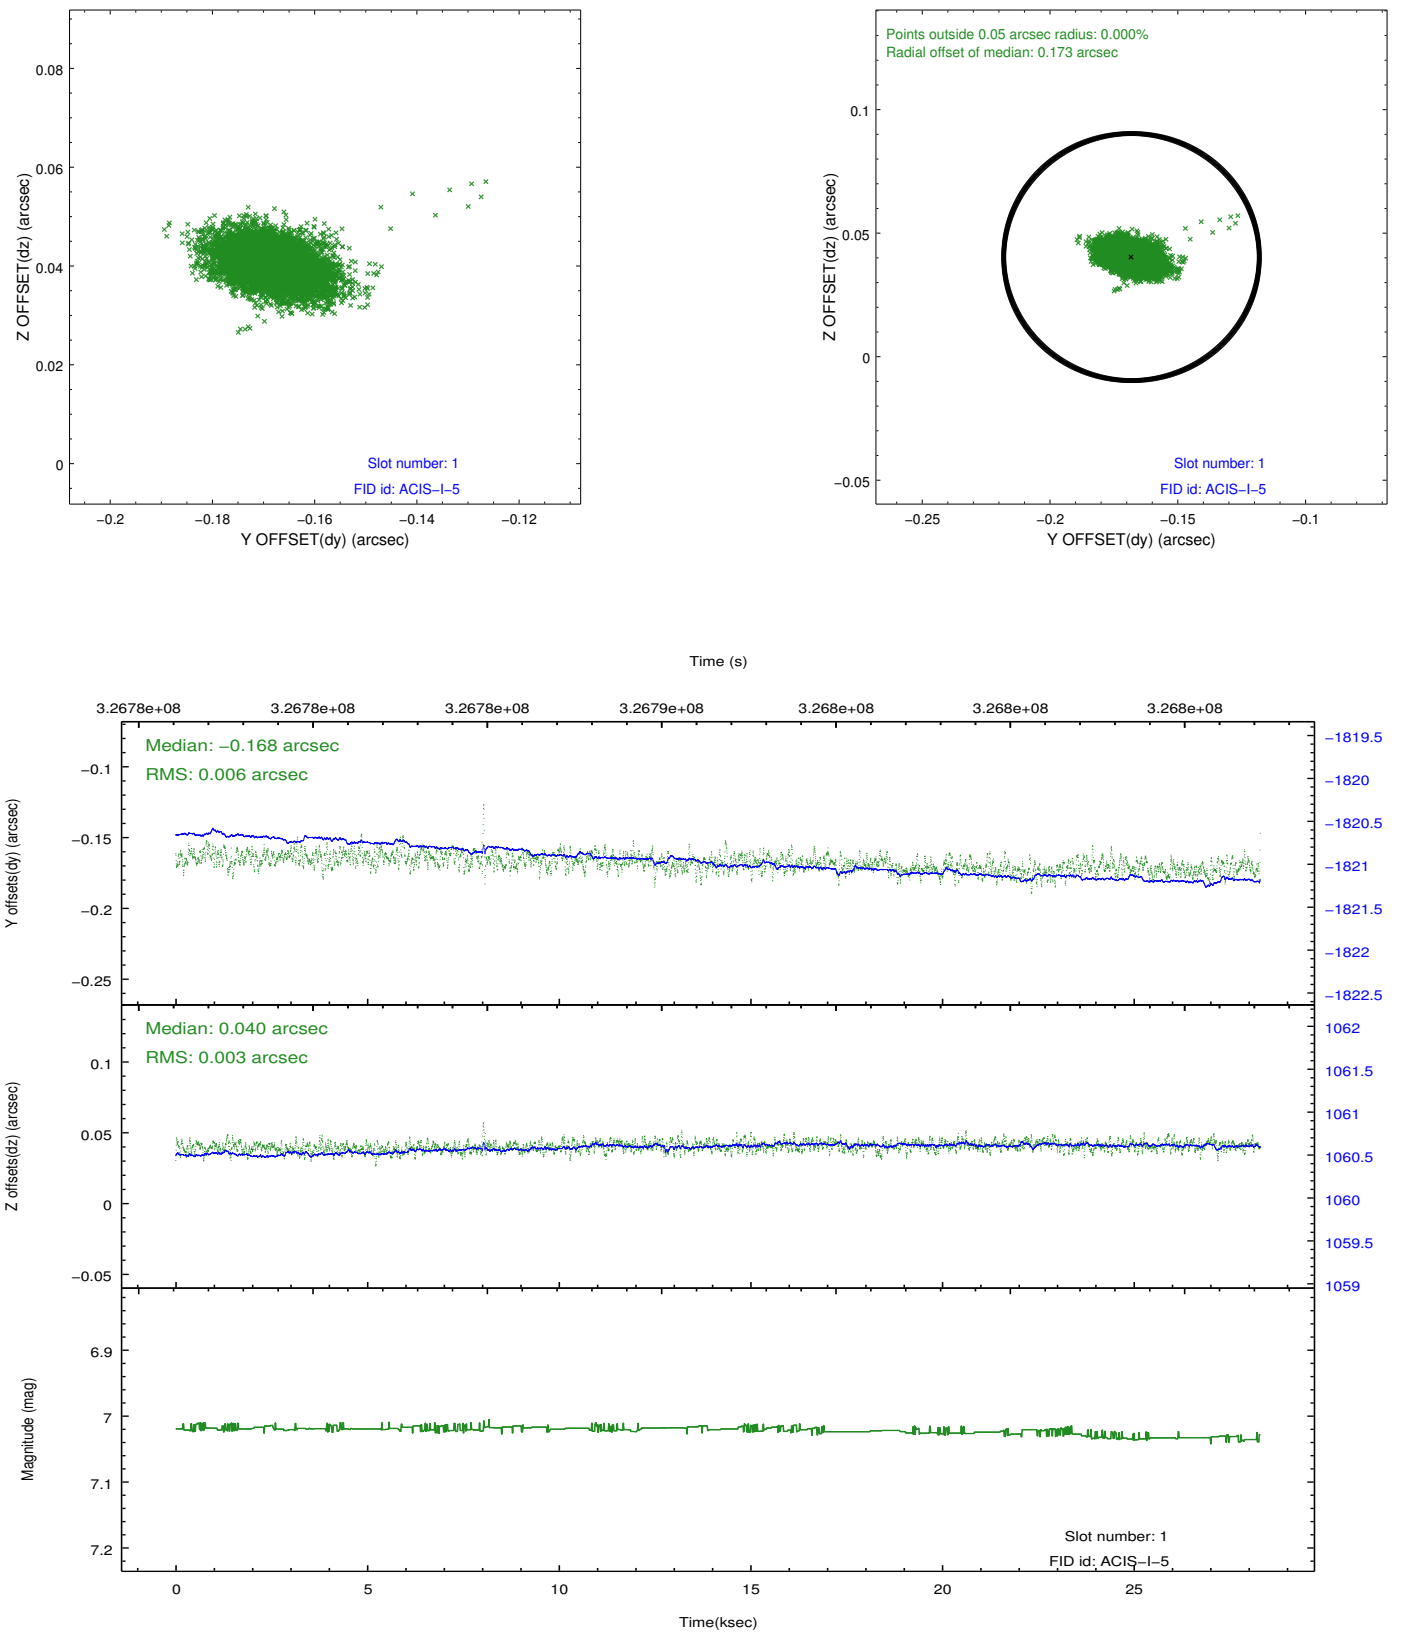 0.08
0.06
0.04
0.02
0
Z OFFSET(dz) (arcsec)
Slot number: 1
FID id: ACIS−I−5
−0.2
−0.18
−0.16
−0.14
−0.12
Y OFFSET(dy) (arcsec)
Points outside 0.05 arcsec radius: 0.000%
Radial offset of median: 0.173 arcsec
0.1
0.05
0
−0.05
Z OFFSET(dz) (arcsec)
Slot number: 1
FID id: ACIS−I−5
−0.25
−0.2
−0.15
−0.1
Y OFFSET(dy) (arcsec)
Time (s)
3.2678e+08
3.2678e+08
3.2678e+08
3.2679e+08
3.268e+08
3.268e+08
3.268e+08
Median: −0.168 arcsec
RMS: 0.006 arcsec
−0.1
−0.15
−0.2
−0.25
Y offsets(dy) (arcsec)
−1819.5
−1820
−1820.5
−1821
−1821.5
−1822
−1822.5
Median: 0.040 arcsec
RMS: 0.003 arcsec
0.1
0.05
0
−0.05
Z offsets(dz) (arcsec)
1062
1061.5
1061
1060.5
1060
1059.5
1059
6.9
7
7.1
7.2
Magnitude (mag)
Slot number: 1
FID id: ACIS−I−5
0
5
10
15
20
25
Time(ksec)